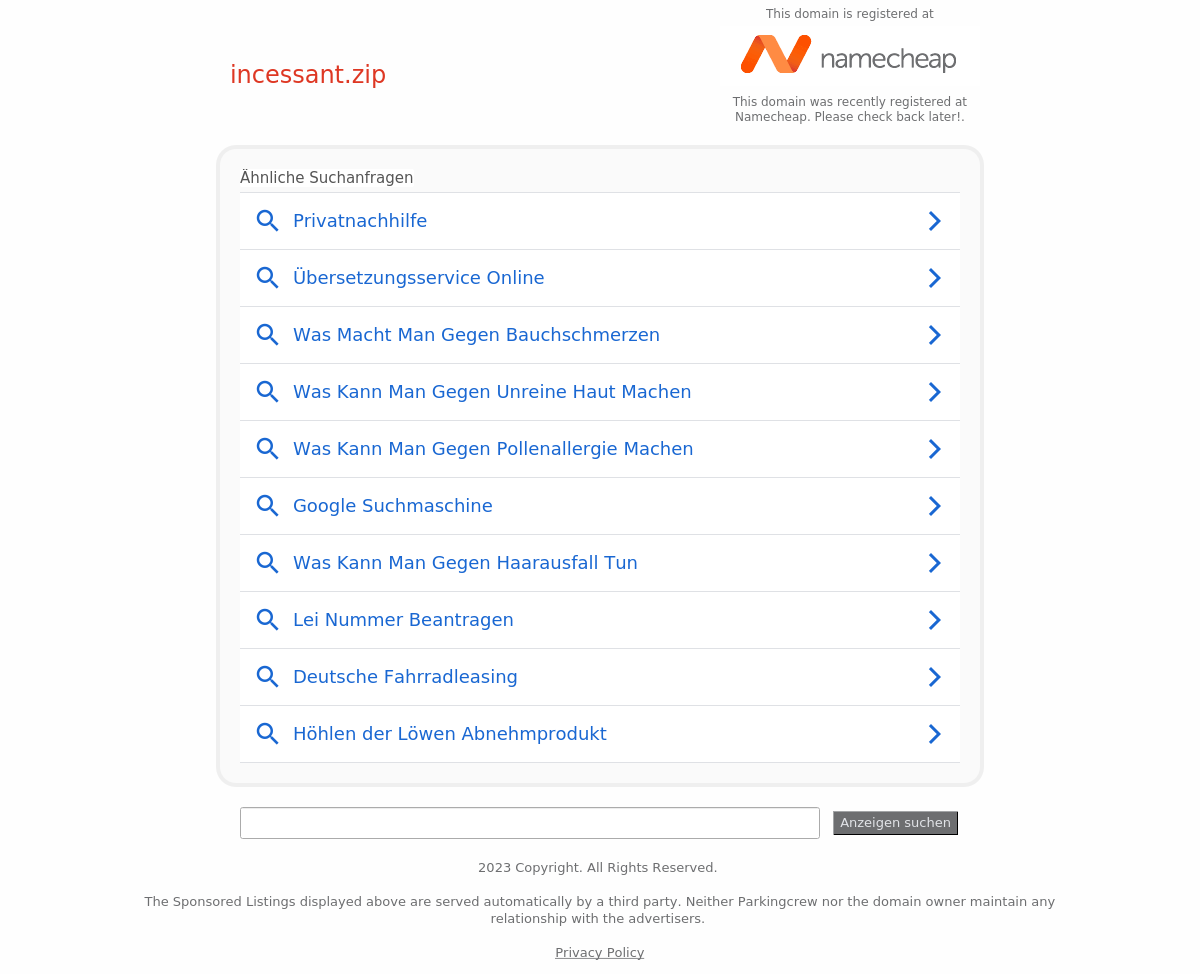 This domain is registered at
namecheap
incessant.zip
This domain was recently registered at
Namecheap. Please check back later!.
Ähnliche Suchanfragen
Privatnachhilfe
Übersetzungsservice Online
Was Macht Man Gegen Bauchschmerzen
Was Kann Man Gegen Unreine Haut Machen
Was Kann Man Gegen Pollenallergie Machen
Google Suchmaschine
Was Kann Man Gegen Haarausfall Tun
Lei Nummer Beantragen
Deutsche Fahrradleasing
Höhlen der Löwen Abnehmprodukt
Anzeigen suchen
2023 Copyright. All Rights Reserved.
The Sponsored Listings displayed above are served automatically by a third party. Neither Parkingcrew nor the domain owner maintain any
relationship with the advertisers.
Privacy Policy